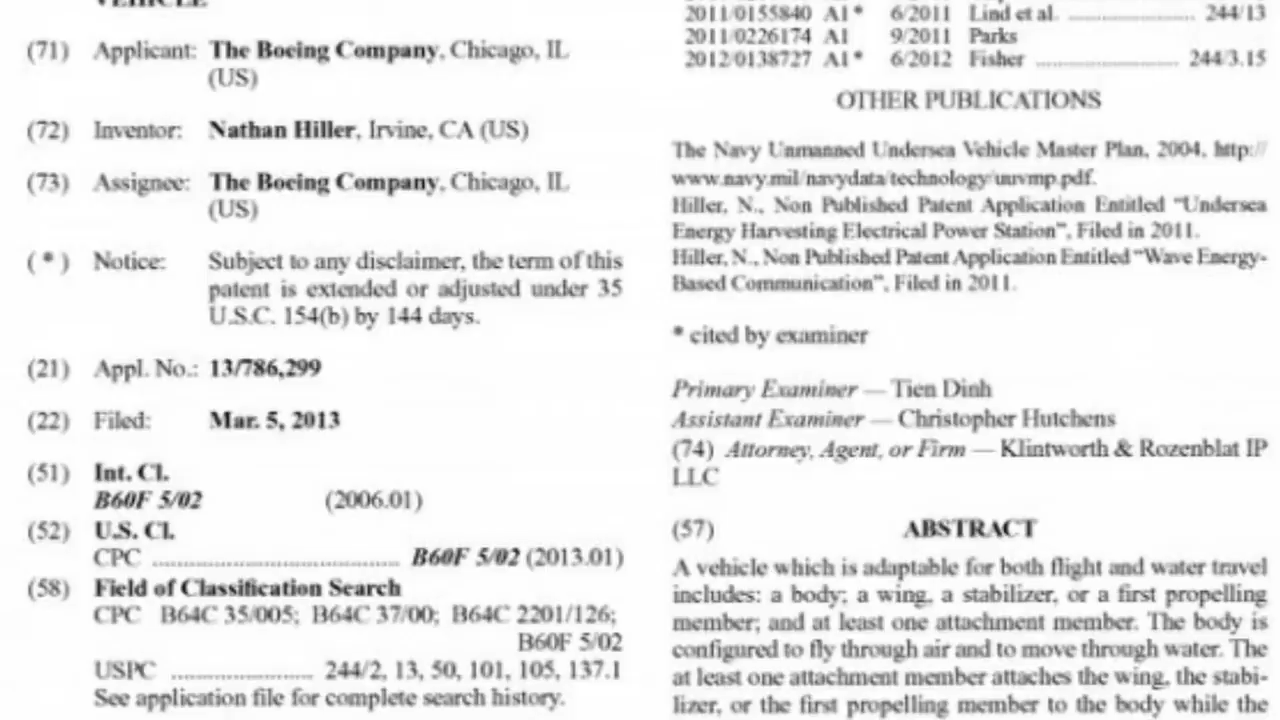 VEHICLE
(71) Applicant: The Boeing Company, Chicago, IL
(US)
(72) Inventor: Nathan Hiller, Irvine, CA (US)
(73) Assignee: The Boeing Company, Chicago, IL
(US)
( * ) Notice: Subject to any disclaimer, the term of this
patent is extended or adjusted under 35
U.S.C. 154(b) by 144 days.
(21) Appl. No.: 13/786,299
(22) Filed: Mar. 5, 2013
(51) Int. Cl.
B60F 5/02 (2006.01)
(52) U.S. Cl.
CPC .................................... B60F 5/02 (2013.01)
(58) Field of Classification Search
CPC B64C 35/005; B64C 37/00; B64C 2201/126;
B60F 5/02
USPC ..................... 244/2, 13, 50, 101, 105, 137.1
See application file for complete search history.
2011/0155840 A1* 6/2011 Lind et al. ................... 244/13
2011/0226174 A1 9/2011 Parks
2012/0138727 A1* 6/2012 Fisher ..................... 244/3.15
OTHER PUBLICATIONS
The Navy Unmanned Undersea Vehicle Master Plan, 2004, http://
www.navy.mil/navydata/technology/uuvmp.pdf.
Hiller, N., Non Published Patent Application Entitled “Undersea
Energy Harvesting Electrical Power Station”, Filed in 2011.
Hiller, N., Non Published Patent Application Entitled “Wave Energy-
Based Communication”, Filed in 2011.
* cited by examiner
Primary Examiner — Tien Dinh
Assistant Examiner — Christopher Hutchens
(74) Attorney, Agent, or Firm — Klintworth & Rozenblat IP
LLC
(57) ABSTRACT
A vehicle which is adaptable for both flight and water travel
includes: a body; a wing, a stabilizer, or a first propelling
member; and at least one attachment member. The body is
configured to fly through air and to move through water. The
at least one attachment member attaches the wing, the stabi-
lizer, or the first propelling member to the body while the